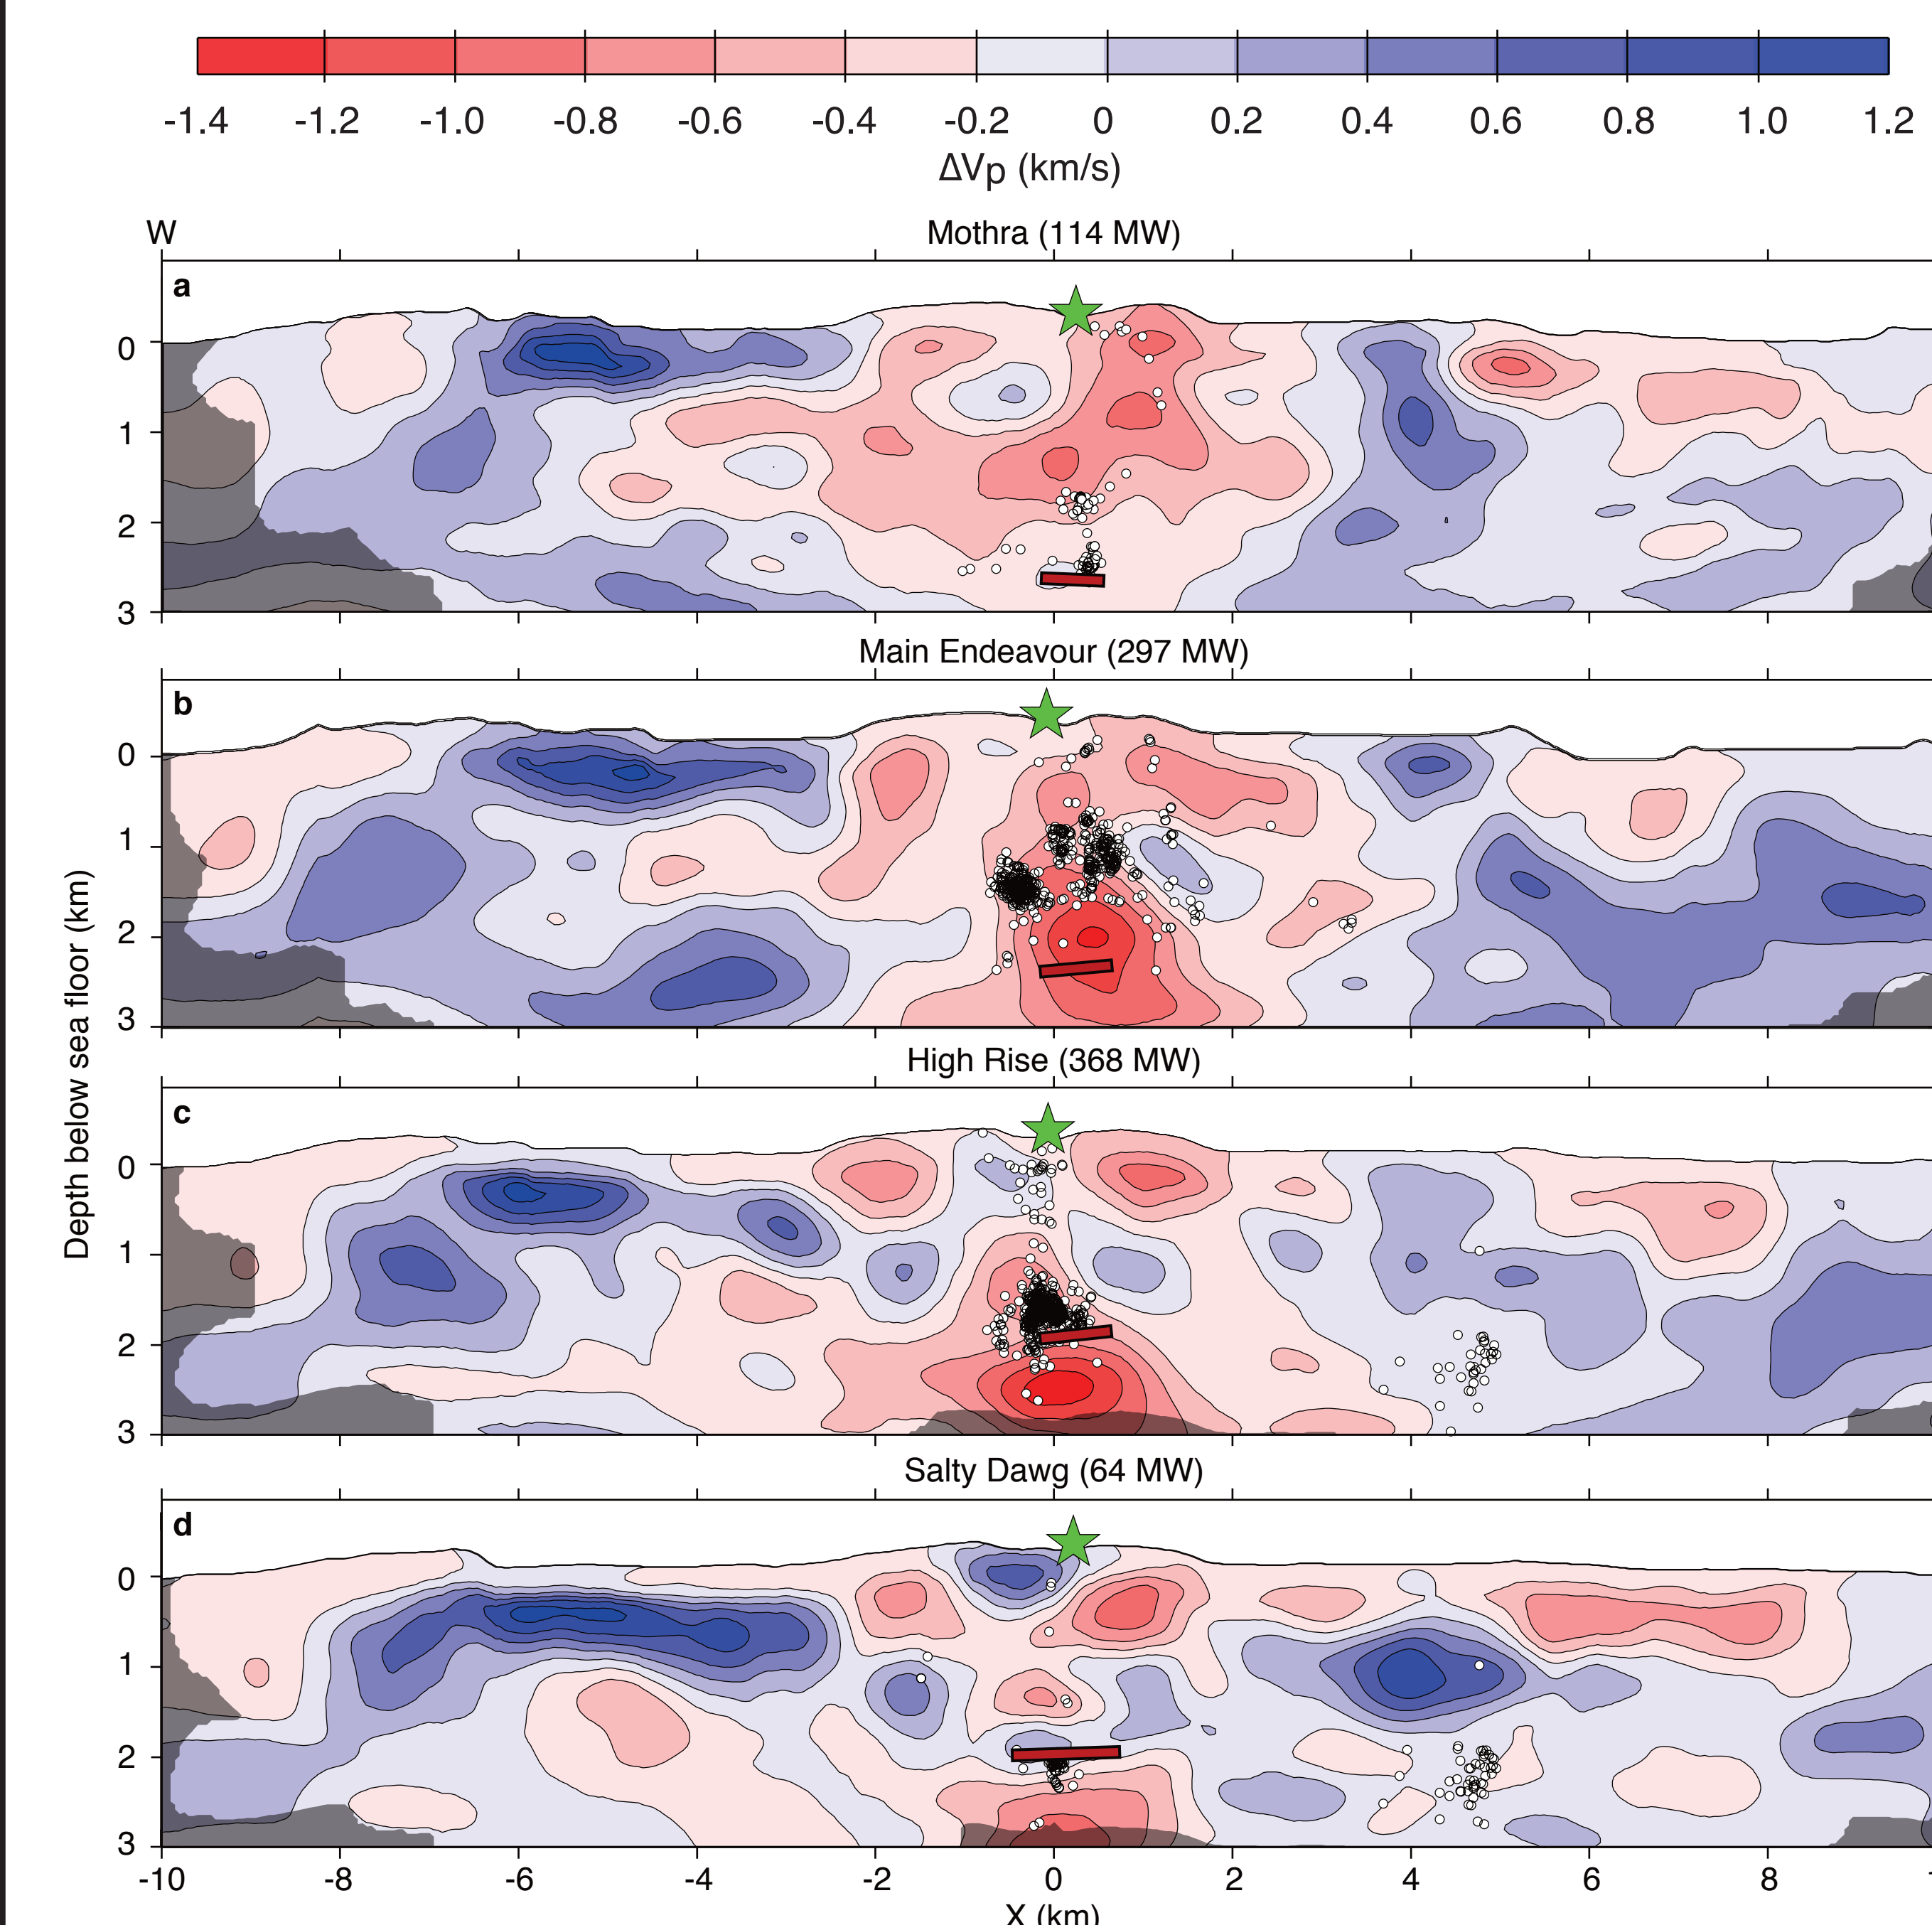 -1.4 -1.2 -1.0 -0.8 -0.6 -0.4 -0.2 0 0.2 0.4 0.6 0.8 1.0 1.2
ΔVp (km/s)
W
Mothra (114 MW)
a
0
1
2
3
Main Endeavour (297 MW)
b
0
1
2
3
Depth below sea floor (km)
High Rise (368 MW)
c
0
1
2
3
Salty Dawg (64 MW)
d
0
1
2
3
-10 -8 -6 -4 -2 0 2 4 6 8
X (km)